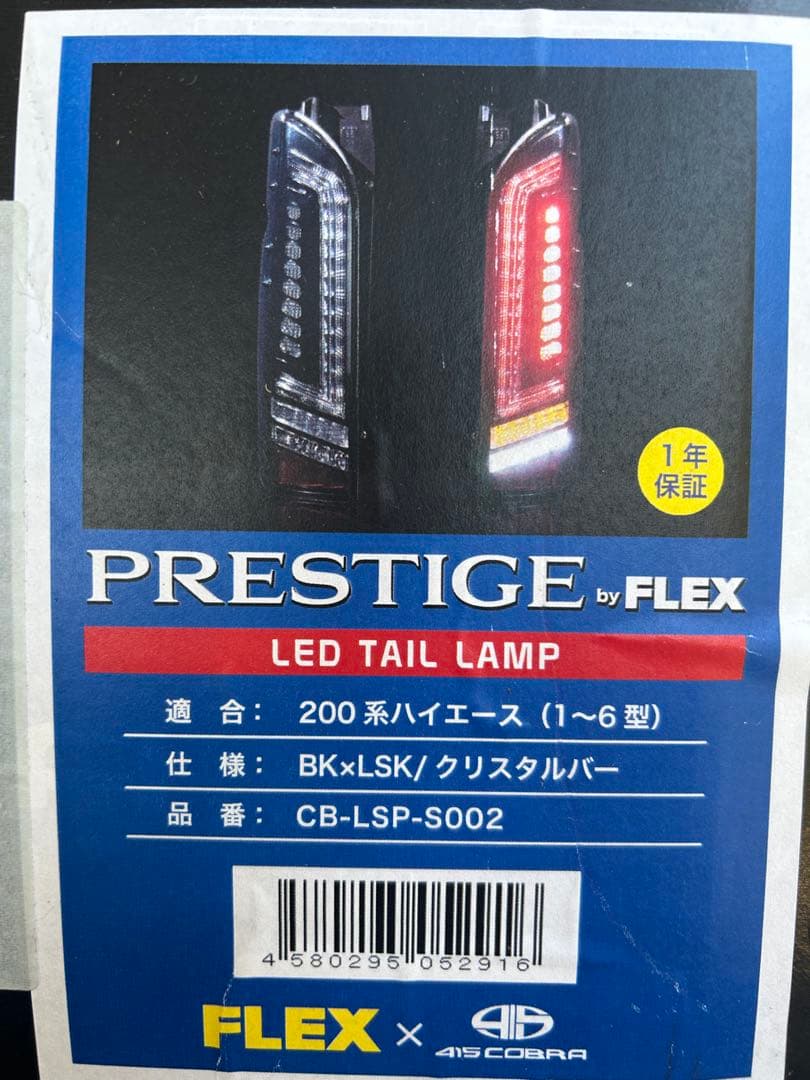 1年
保証
PRESTIGE by FLEX
LED TAIL LAMP
適 合： 200系ハイエース（1〜6型）
仕 様： BK×LSK/クリスタルバー
品 番： CB-LSP-S002
4 580295 052916
FLEX × 415
415COBRA